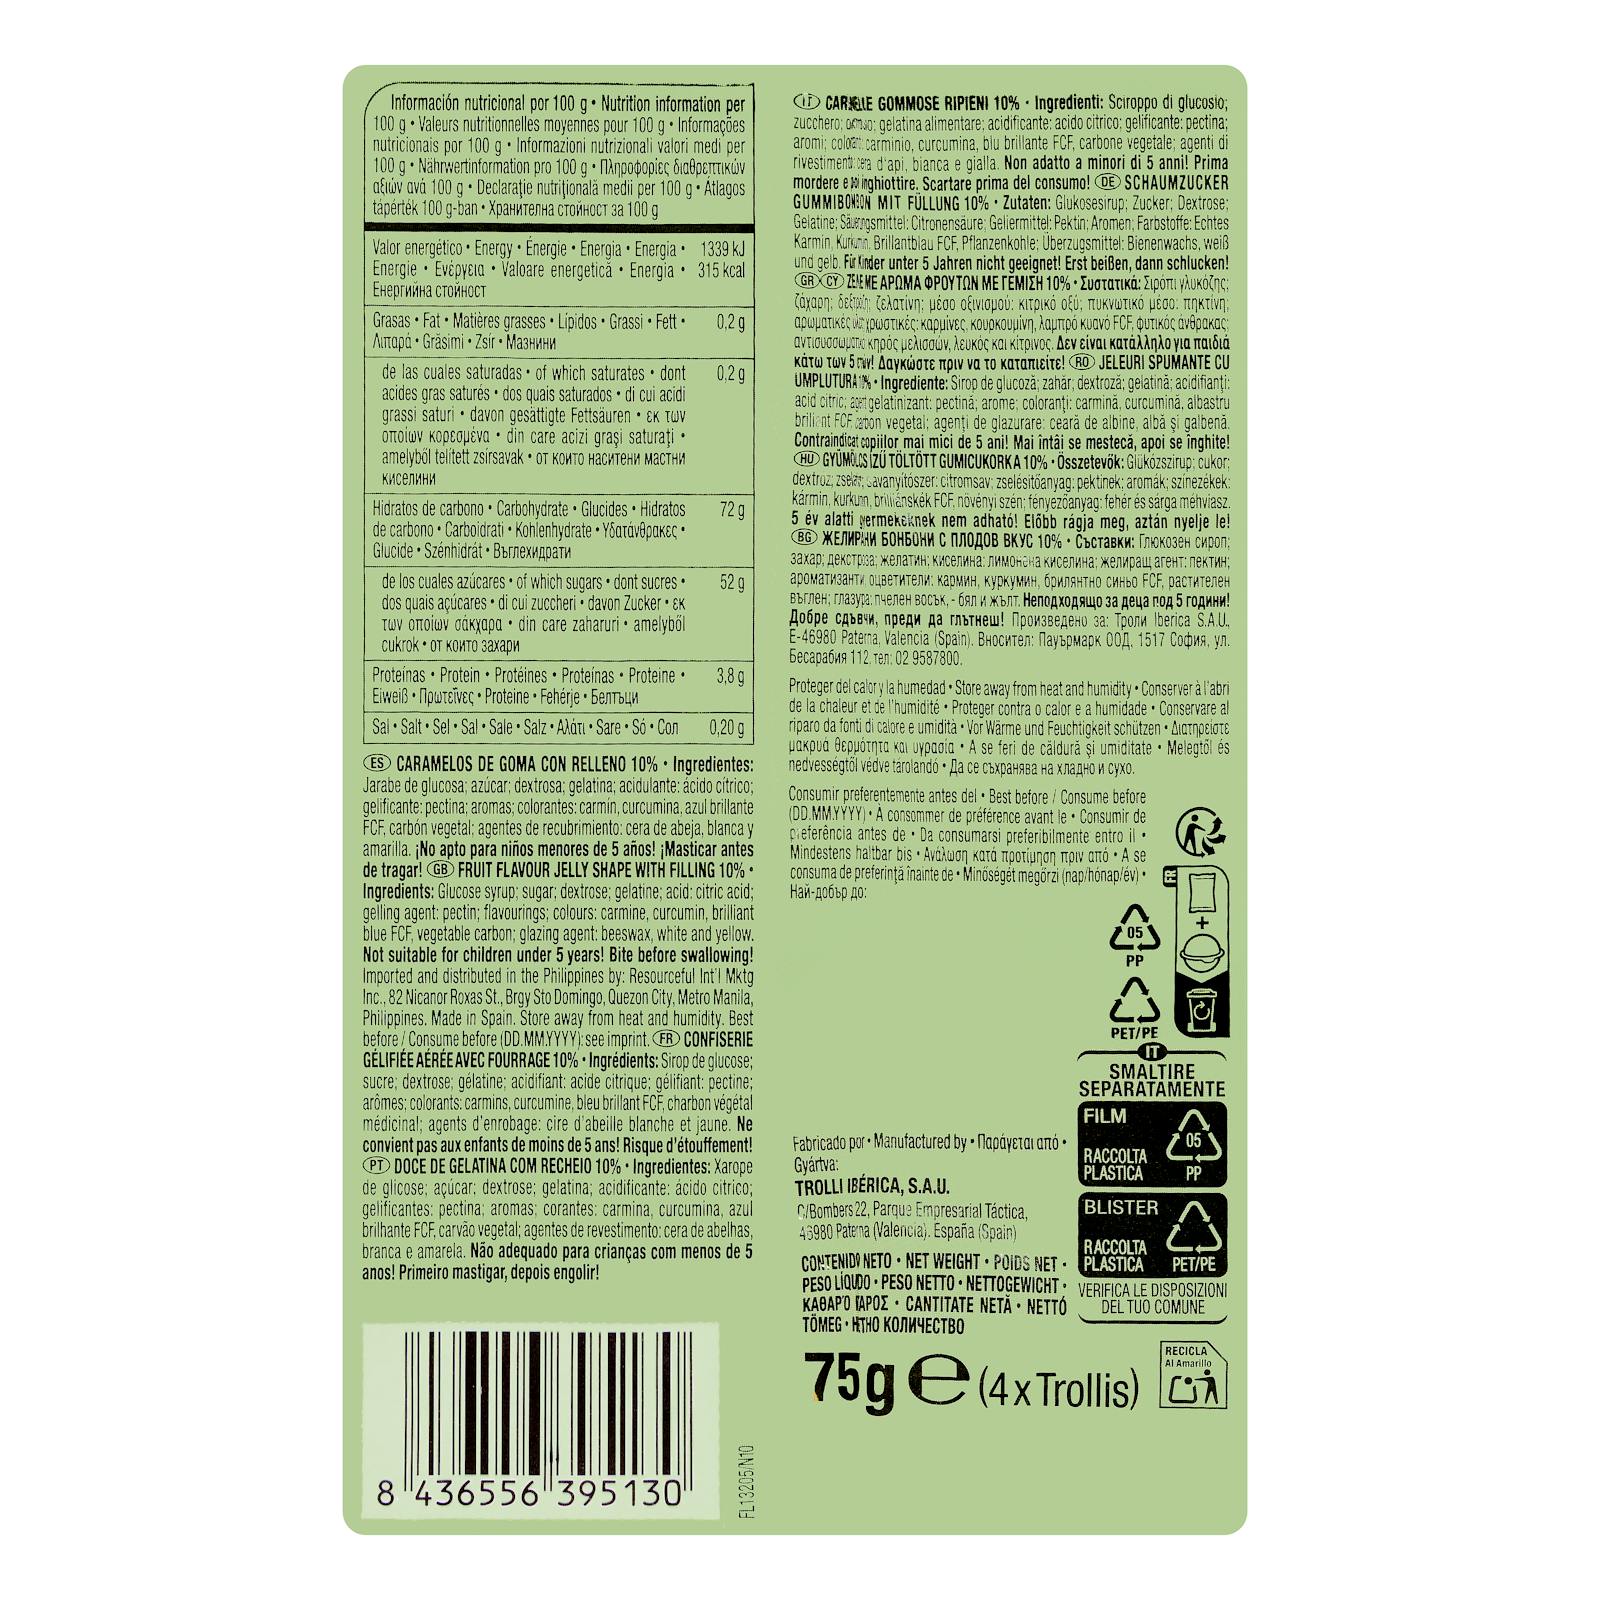 Información nutricional por 100 g • Nutrition information per
100 g • Valeurs nutritionnelles moyennes pour 100 g • Informações
nutricionais por 100 g • Informazioni nutrizionali valori medi per
100 g • Nährwertinformation pro 100 g • Πληροφορίες διαθρεπτικών
αξιών ανά 100 g • Declarație nutrițională medii per 100 g • Átlagos
tápérték 100 g-ban • Хранителна стойност за 100 g
Valor energético • Energy • Énergie • Energia • Energia • 1339 kJ
Energie • Ενέργεια • Valoare energetică • Energia • 315 kcal
Енергийна стойност
Grasas • Fat • Matières grasses • Lípidos • Grassi • Fett • 0,2 g
Λιπαρά • Grăsimi • Zsír • Мазнини
de las cuales saturadas • of which saturates • dont 0,2 g
acides gras saturés • dos quais saturados • di cui acidi
grassi saturi • davon gesättigte Fettsäuren • εκ των
οποίων κορεσμένα • din care acizi grași saturați •
amelyből telített zsírsavak • от които наситени мастни
киселини
Hidratos de carbono • Carbohydrate • Glucides • Hidratos 72 g
de carbono • Carboidrati • Kohlenhydrate • Υδατάνθρακες •
Glucide • Szénhidrát • Въглехидрати
de los cuales azúcares • of which sugars • dont sucres • 52 g
dos quais açúcares • di cui zuccheri • davon Zucker • εκ
των οποίων σάκχαρα • din care zaharuri • amelyből
cukrok • от които захари
Proteínas • Protein • Protéines • Proteínas • Proteine • 3,8 g
Eiweiß • Πρωτεΐνες • Proteine • Fehérje • Белтъци
Sal • Salt • Sel • Sal • Sale • Salz • Αλάτι • Sare • Só • Сол 0,20 g
ES CARAMELOS DE GOMA CON RELLENO 10% • Ingredientes:
Jarabe de glucosa; azúcar; dextrosa; gelatina; acidulante: ácido cítrico;
gelificante: pectina; aromas; colorantes: carmín, curcumina, azul brillante
FCF, carbón vegetal; agentes de recubrimiento: cera de abeja, blanca y
amarilla. ¡No apto para niños menores de 5 años! ¡Masticar antes
de tragar! GB FRUIT FLAVOUR JELLY SHAPE WITH FILLING 10% •
Ingredients: Glucose syrup; sugar; dextrose; gelatine; acid: citric acid;
gelling agent: pectin; flavourings; colours: carmine, curcumin, brilliant
blue FCF, vegetable carbon; glazing agent: beeswax, white and yellow.
Not suitable for children under 5 years! Bite before swallowing!
Imported and distributed in the Philippines by: Resourceful Int'l Mktg
Inc., 82 Nicanor Roxas St., Brgy Sto Domingo, Quezon City, Metro Manila,
Philippines. Made in Spain. Store away from heat and humidity. Best
before / Consume before (DD.MM.YYYY): see imprint. FR CONFISERIE
GÉLIFIÉE AÉRÉE AVEC FOURRAGE 10% • Ingrédients: Sirop de glucose;
sucre; dextrose; gélatine; acidifiant: acide citrique; gélifiant: pectine;
arômes; colorants: carmins, curcumine, bleu brillant FCF, charbon végétal
médicinal; agents d'enrobage: cire d'abeille blanche et jaune. Ne
convient pas aux enfants de moins de 5 ans! Risque d'étouffement!
PT DOCE DE GELATINA COM RECHEIO 10% • Ingredientes: Xarope
de glicose; açúcar; dextrose; gelatina; acidificante: ácido cítrico;
gelificantes: pectina; aromas; corantes: carmina, curcumina, azul
brilhante FCF, carvão vegetal; agentes de revestimento: cera de abelhas,
branca e amarela. Não adequado para crianças com menos de 5
anos! Primeiro mastigar, depois engolir!
8 436556 395130
FL13205/N10
IT GOMMOSE RIPIENI 10% • Ingredienti: Sciroppo di glucosio;
zucchero; gelatina alimentare; acidificante: acido citrico; gelificante: pectina;
aromi; carminio, curcumina, blu brillante FCF, carbone vegetale; agenti di
cera d'api, bianca e gialla. Non adatto a minori di 5 anni! Prima
mordere e poi inghiottire. Scartare prima del consumo! DE SCHAUMZUCKER
MIT FÜLLUNG 10% • Zutaten: Glukosesirup; Zucker; Dextrose;
Gelatine; Citronensäure; Geliermittel: Pektin; Aromen; Farbstoffe: Echtes
Karmin, Kurkumin, Brillantblau FCF, Pflanzenkohle; Überzugsmittel: Bienenwachs, weiß
und gelb. Für Kinder unter 5 Jahren nicht geeignet! Erst beißen, dann schlucken!
GR CY ΑΡΩΜΑ ΦΡΟΥΤΩΝ ΜΕ ΓΕΜΙΣΗ 10% • Συστατικά: Σιρόπι γλυκόζης;
ζάχαρη; ζελατίνη; μέσο οξινισμού: κιτρικό οξύ; πυκνωτικό μέσο: πηκτίνη;
αρωματικές χρωστικές: καρμίνες, κουρκουμίνη, λαμπρό κυανό FCF, φυτικός άνθρακας;
κηρός μελισσών, λευκός και κίτρινος. Δεν είναι κατάλληλο για παιδιά
κάτω των 5 Δαγκώστε πριν να το καταπιείτε! RO JELEURI SPUMANTE CU
UMPLUTURA • Ingrediente: Sirop de glucoză; zahăr; dextroză; gelatină; acidifianți:
acid citric; gelatinizant: pectină; arome; coloranți: carmină, curcumină, albastru
briliant FCF, carbon vegetal; agenți de glazurare: ceară de albine, albă și galbenă.
Contraindicat copiilor mai mici de 5 ani! Mai întâi se mestecă, apoi se înghite!
HU GYÜMÖLCS ÍZŰ TÖLTÖTT GUMICUKORKA 10% • Összetevők: Glükózszirup; cukor;
dextróz; savanyítószer: citromsav; zselésítőanyag: pektinek; aromák; színezékek:
kármin, kurkumin, brilliánskék FCF, növényi szén; fényezőanyag: fehér és sárga méhviasz.
5 év alatti gyermekeknek nem adható! Előbb rágja meg, aztán nyelje le!
BG ЖЕЛИРАНИ БОНБОНИ С ПЛОДОВ ВКУС 10% • Съставки: Глюкозен сироп;
захар; декстроза; желатин; киселина: лимонена киселина; желиращ агент: пектин;
ароматизанти; оцветители: кармин, куркумин, брилянтно синьо FCF, растителен
въглен; глазура: пчелен восък, - бял и жълт. Неподходящо за деца под 5 години!
Добре сдъвчи, преди да глътнеш! Произведено за: Троли Iberica S.A.U.,
E-46980 Paterna, Valencia (Spain). Вносител: Пауърмарк ООД, 1517 София, ул.
Бесарабия 112, тел: 02 9587800.
Proteger del calor y la humedad • Store away from heat and humidity • Conserver à l'abri
de la chaleur et de l'humidité • Proteger contra o calor e a humidade • Conservare al
riparo da fonti di calore e umidità • Vor Wärme und Feuchtigkeit schützen • Διατηρείστε
μακρυά θερμότητα και υγρασία • A se feri de căldură și umiditate • Melegtől és
nedvességtől védve tárolandó • Да се съхранява на хладно и сухо.
Consumir preferentemente antes del • Best before / Consume before
(DD.MM.YYYY) • À consommer de préférence avant le • Consumir de
preferência antes de • Da consumarsi preferibilmente entro il •
Mindestens haltbar bis • Ανάλωση κατά προτίμηση πριν από • A se
consuma de preferință înainte de • Minőségét megőrzi (nap/hónap/év) •
Най-добър до:
FR
+
05
PP
PET/PE
IT
SMALTIRE
SEPARATAMENTE
FILM
RACCOLTA
PLASTICA
05
PP
BLISTER
RACCOLTA
PLASTICA
PET/PE
VERIFICA LE DISPOSIZIONI
DEL TUO COMUNE
Fabricado por • Manufactured by • Παράγεται από •
Gyártva:
TROLLI IBÉRICA, S.A.U.
C/Bombers 22, Parque Empresarial Táctica,
46980 Paterna (Valencia). España (Spain)
CONTENIDO NETO • NET WEIGHT • POIDS NET •
PESO LÍQUIDO • PESO NETTO • NETTOGEWICHT •
ΚΑΘΑΡΟ ΒΑΡΟΣ • CANTITATE NETĂ • NETTÓ
TÖMEG • НЕТНО КОЛИЧЕСТВО
75g e (4 x Trollis)
RECICLA
Al Amarillo